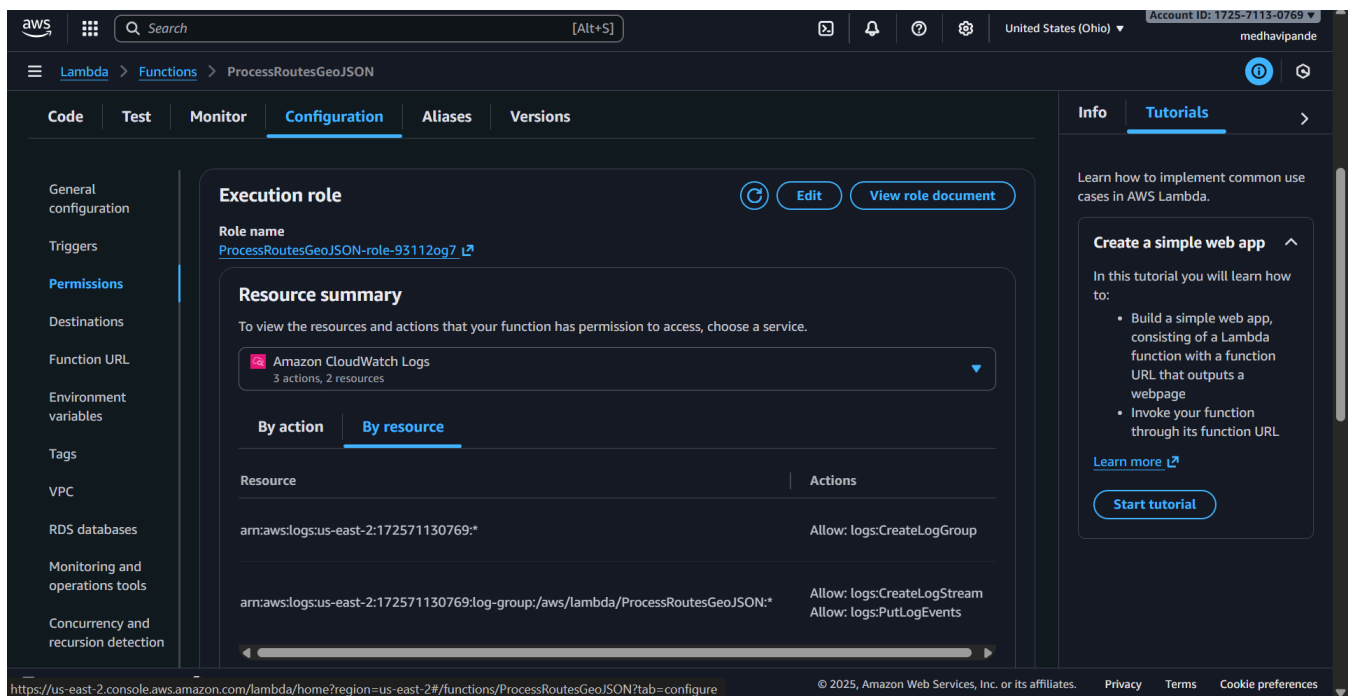 aws
Search [Alt+S]
United States (Ohio)
Account ID: 1725-7113-0769
medhavipande
Lambda > Functions > ProcessRoutesGeoJSON
Code Test Monitor Configuration Aliases Versions
General
configuration
Triggers
Permissions
Destinations
Function URL
Environment
variables
Tags
VPC
RDS databases
Monitoring and
operations tools
Concurrency and
recursion detection
Execution role
Edit
View role document
Role name
ProcessRoutesGeoJSON-role-93112og7
Resource summary
To view the resources and actions that your function has permission to access, choose a service.
Amazon CloudWatch Logs
3 actions, 2 resources
By action By resource
Resource Actions
arn:aws:logs:us-east-2:172571130769:* Allow: logs:CreateLogGroup
arn:aws:logs:us-east-2:172571130769:log-group:/aws/lambda/ProcessRoutesGeoJSON:*
Allow: logs:CreateLogStream
Allow: logs:PutLogEvents
Info Tutorials
Learn how to implement common use
cases in AWS Lambda.
Create a simple web app
In this tutorial you will learn how
to:
• Build a simple web app,
consisting of a Lambda
function with a function
URL that outputs a
webpage
• Invoke your function
through its function URL
Learn more
Start tutorial
https://us-east-2.console.aws.amazon.com/lambda/home?region=us-east-2#/functions/ProcessRoutesGeoJSON?tab=configure
© 2025, Amazon Web Services, Inc. or its affiliates. Privacy Terms Cookie preferences